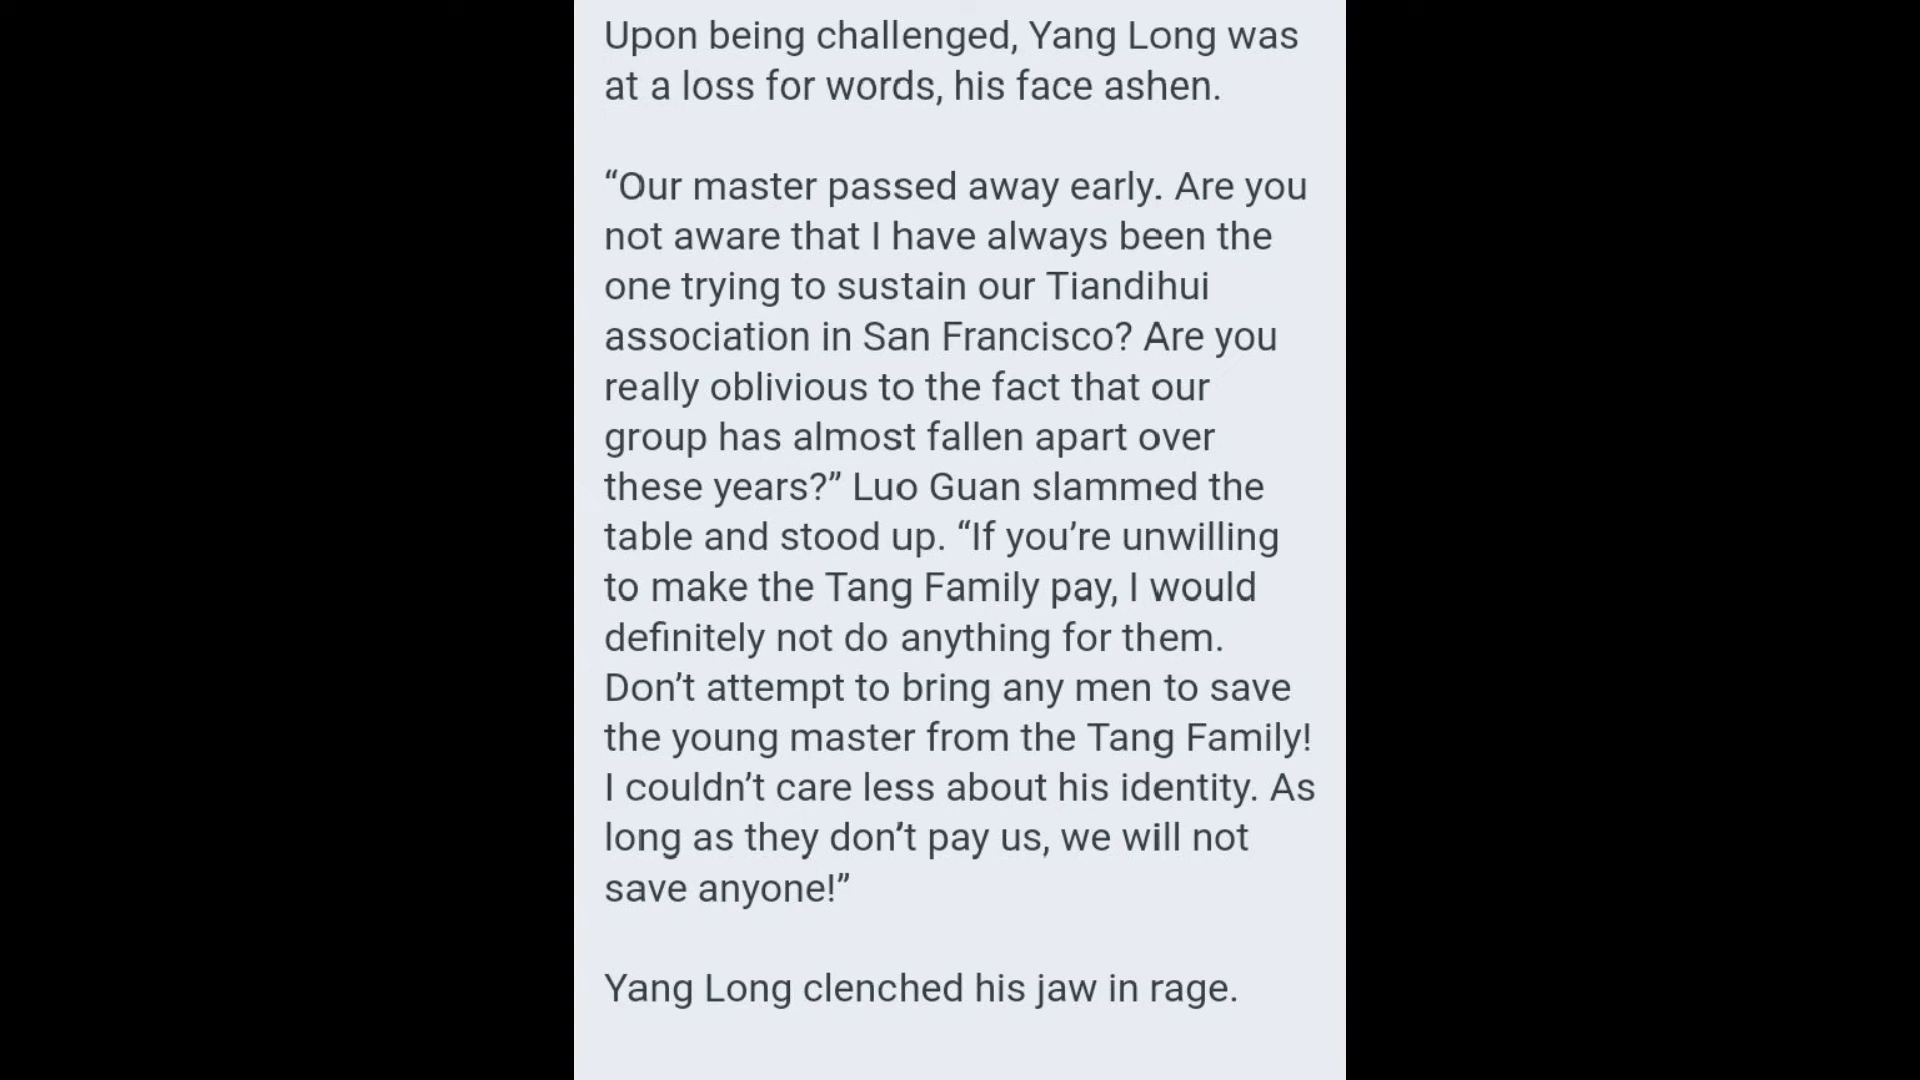 Upon being challenged, Yang Long was
at a loss for words, his face ashen.
“Our master passed away early. Are you
not aware that I have always been the
one trying to sustain our Tiandihui
association in San Francisco? Are you
really oblivious to the fact that our
group has almost fallen apart over
these years?” Luo Guan slammed the
table and stood up. “If you’re unwilling
to make the Tang Family pay, I would
definitely not do anything for them.
Don’t attempt to bring any men to save
the young master from the Tang Family!
I couldn’t care less about his identity. As
long as they don’t pay us, we will not
save anyone!”
Yang Long clenched his jaw in rage.